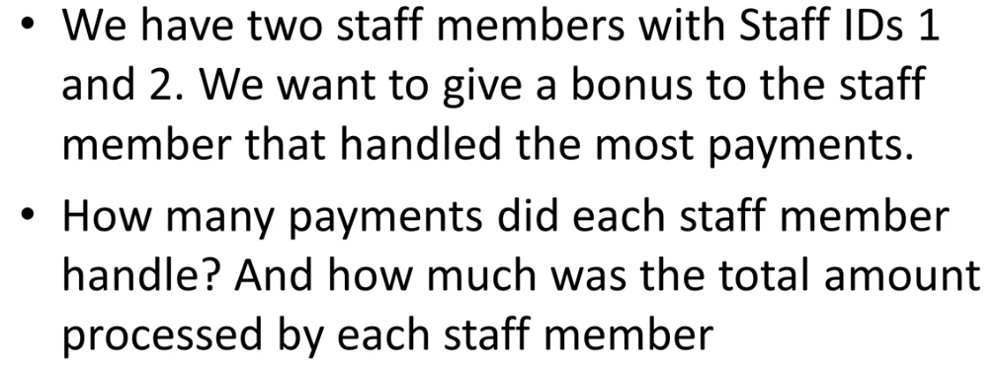 • We have two staff members with Staff IDs 1
and 2. We want to give a bonus to the staff
member that handled the most payments.
• How many payments did each staff member
handle? And how much was the total amount
processed by each staff member